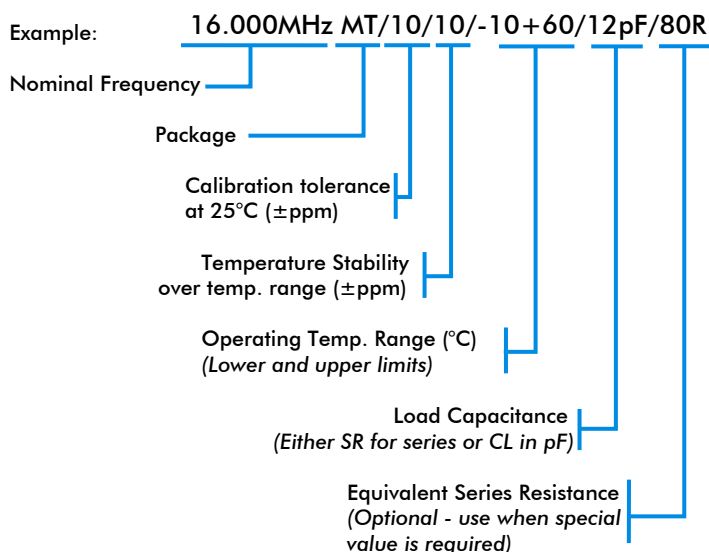 Example: 16.000MHz MT/10/10/-10+60/12pF/80R
Nominal Frequency
Package
Calibration tolerance
at 25°C (±ppm)
Temperature Stability
over temp. range (±ppm)
Operating Temp. Range (°C)
(Lower and upper limits)
Load Capacitance
(Either SR for series or CL in pF)
Equivalent Series Resistance
(Optional - use when special
value is required)